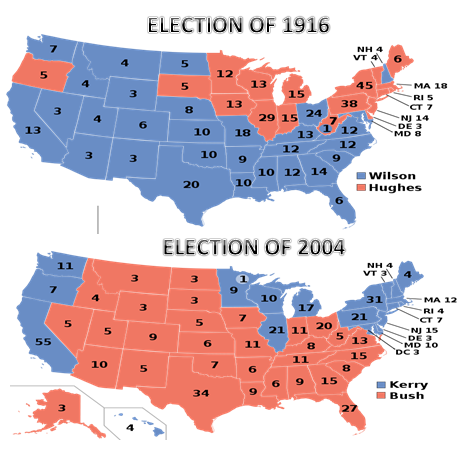 ELECTION OF 1916
NH 4
VT 4
7 4 5 12 6
5 4 5 13 15 45
3 3 8 13 29 15 24 38
13 4 6 10 18 13 7 1 12
3 3 10 9 12 12
20 10 10 12 14 9
6
MA 18
RI 5
CT 7
NJ 14
DE 3
MD 8
Wilson
Hughes
ELECTION OF 2004
NH 4
VT 3
11 3 3 9 1 10 17 4
7 4 3 3 7 21 31
5 5 9 5 11 11 20 21
55 10 5 6 7 6 8 5 13
34 9 6 9 11 15 8 15
27
MA 12
RI 4
CT 7
NJ 15
DE 3
MD 10
DC 3
Kerry
Bush
3
4